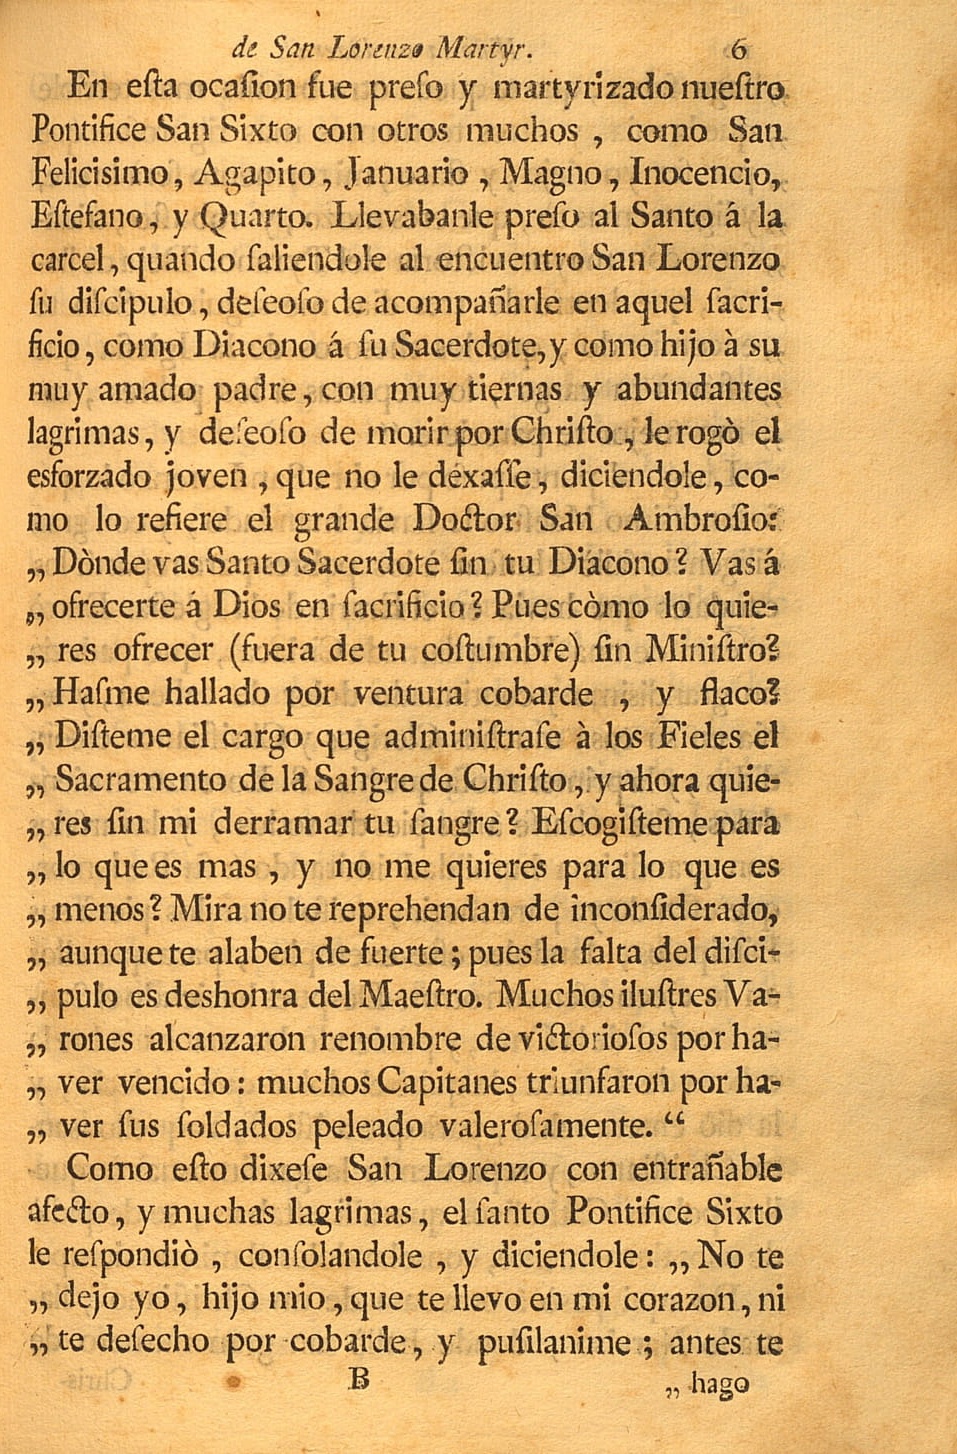 de San Lorenzo Martyr. 6
En eſta ocaſion fue preſo y martyrizado nueſtro
Pontifice San Sixto con otros muchos , como San
Felicisimo, Agapito, Januario , Magno, Inocencio,
Eſtefano, y Quarto. Llevabanle preſo al Santo á la
carcel, quando ſaliendole al encuentro San Lorenzo
ſu diſcipulo, deſeoſo de acompañarle en aquel ſacri-
ficio, como Diacono á ſu Sacerdote, y como hijo à su
muy amado padre, con muy tiernas y abundantes
lagrimas, y deſeoſo de morir por Chriſto , le rogò el
esforzado joven , que no le dexaſſe, diciendole, co-
mo lo refiere el grande Doctor San Ambroſio:
„ Dònde vas Santo Sacerdote ſin tu Diacono? Vas á
„ ofrecerte á Dios en ſacrificio? Pues còmo lo quie-
„ res ofrecer (fuera de tu coſtumbre) ſin Miniſtro?
„ Haſme hallado por ventura cobarde , y flaco?
„ Diſteme el cargo que adminiſtraſe à los Fieles el
„ Sacramento de la Sangre de Chriſto, y ahora quie-
„ res ſin mi derramar tu ſangre? Eſcogiſteme para
„ lo que es mas , y no me quieres para lo que es
„ menos? Mira no te reprehendan de inconſiderado,
„ aunque te alaben de fuerte; pues la falta del diſci-
„ pulo es deshonra del Maeſtro. Muchos iluſtres Va-
„ rones alcanzaron renombre de victorioſos por ha-
„ ver vencido: muchos Capitanes triunfaron por ha-
„ ver ſus ſoldados peleado valeroſamente. “
Como eſto dixeſe San Lorenzo con entrañable
afecto, y muchas lagrimas, el ſanto Pontifice Sixto
le reſpondiò , conſolandole , y diciendole: „ No te
„ dejo yo, hijo mio, que te llevo en mi corazon, ni
„ te deſecho por cobarde, y puſilanime; antes te
B „ hago